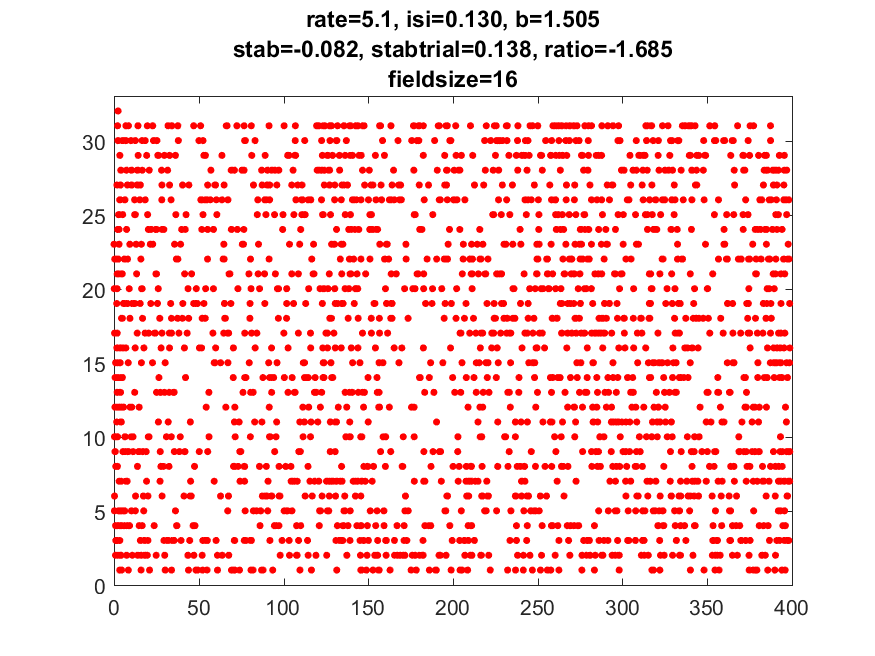 rate=5.1, isi=0.130, b=1.505
stab=-0.082, stabtrial=0.138, ratio=-1.685
fieldsize=16
30
25
20
15
10
5
0
0 50 100 150 200 250 300 350 400